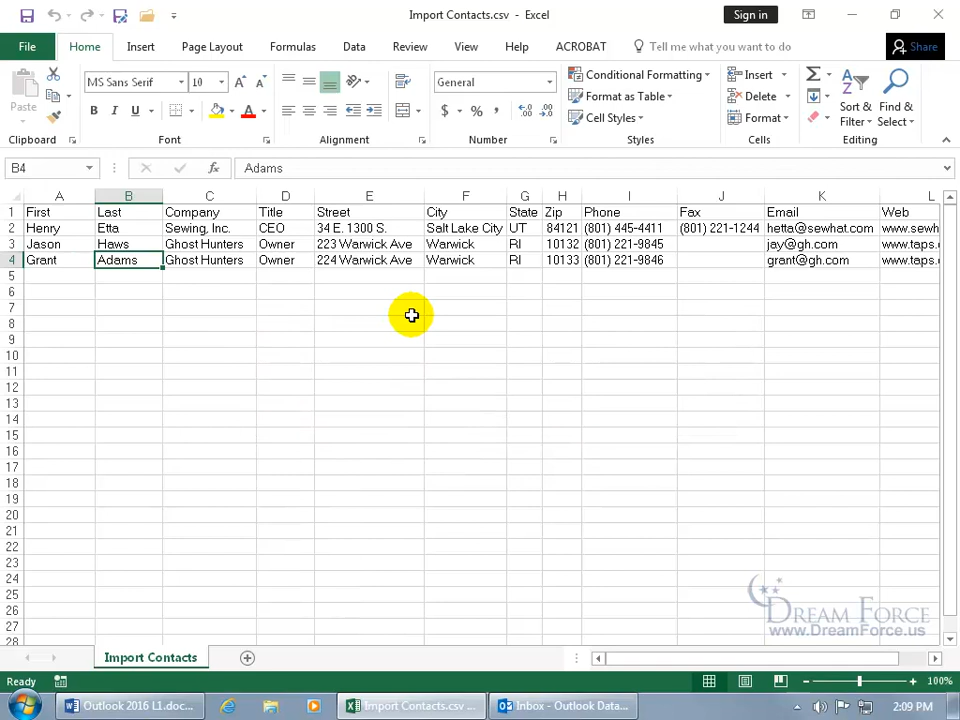 Import Contacts.csv - Excel
Sign in
File Home Insert Page Layout Formulas Data Review View Help ACROBAT Tell me what you want to do Share
Paste
MS Sans Serif 10
General
B I U
$ % ,
Conditional Formatting
Format as Table
Cell Styles
Insert
Delete
Format
Sort & Filter
Find & Select
Clipboard Font Alignment Number Styles Cells Editing
B4 fx Adams
A B C D E F G H I J K L
1 First Last Company Title Street City State Zip Phone Fax Email Web
2 Henry Etta Sewing, Inc. CEO 34 E. 1300 S. Salt Lake City UT 84121 (801) 445-4411 (801) 221-1244 hetta@sewhat.com www.sewh
3 Jason Haws Ghost Hunters Owner 223 Warwick Ave Warwick RI 10132 (801) 221-9845 jay@gh.com www.taps.
4 Grant Adams Ghost Hunters Owner 224 Warwick Ave Warwick RI 10133 (801) 221-9846 grant@gh.com www.taps.
5
6
7
8
9
10
11
12
13
14
15
16
17
18
19
20
21
22
23
24
25
26
27
28
DREAM FORCE
www.DreamForce.us
Import Contacts
Ready 100%
Outlook 2016 L1.doc... Import Contacts.csv ... Inbox - Outlook Data... 2:09 PM